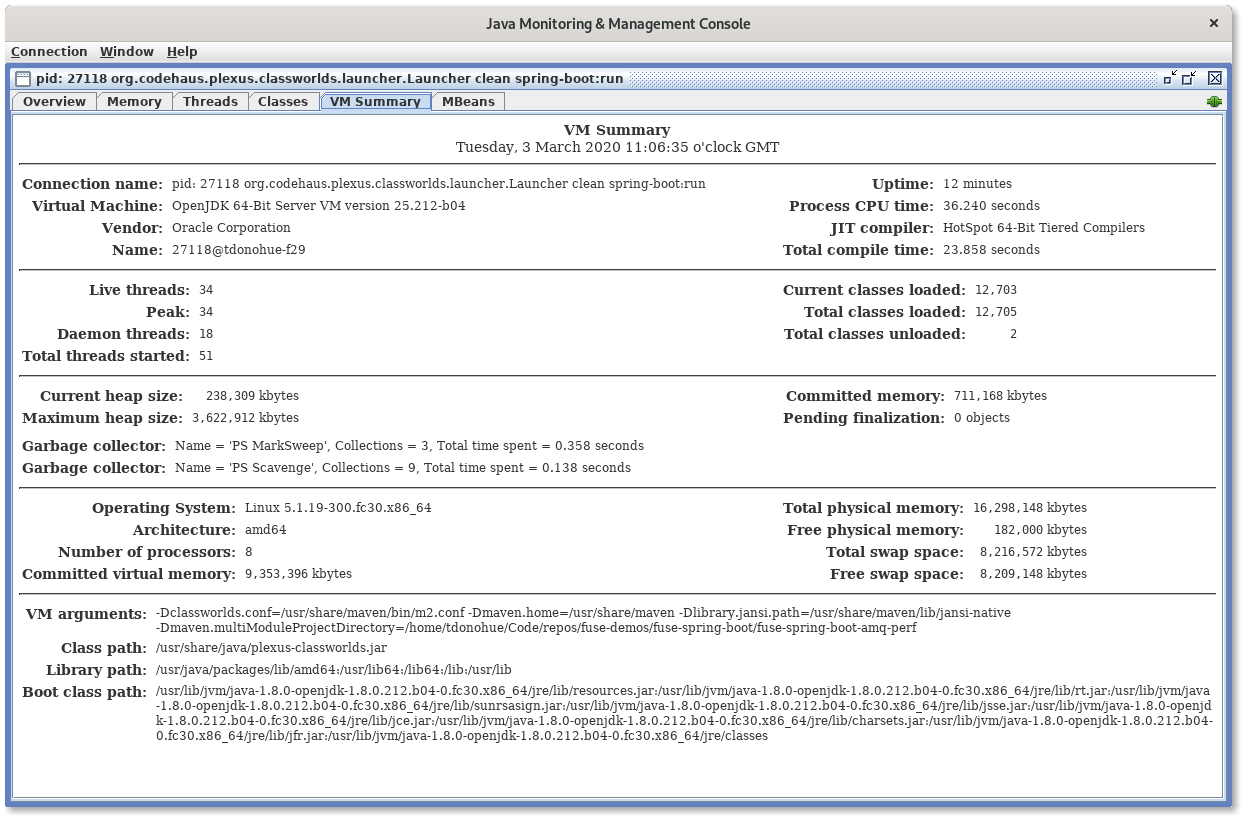 Java Monitoring & Management Console
Connection Window Help
pid: 27118 org.codehaus.plexus.classworlds.launcher.Launcher clean spring-boot:run
Overview Memory Threads Classes VM Summary MBeans
VM Summary
Tuesday, 3 March 2020 11:06:35 o'clock GMT
Connection name: pid: 27118 org.codehaus.plexus.classworlds.launcher.Launcher clean spring-boot:run Uptime: 12 minutes
Virtual Machine: OpenJDK 64-Bit Server VM version 25.212-b04 Process CPU time: 36.240 seconds
Vendor: Oracle Corporation JIT compiler: HotSpot 64-Bit Tiered Compilers
Name: 27118@tdonohue-f29 Total compile time: 23.858 seconds
Live threads: 34 Current classes loaded: 12,703
Peak: 34 Total classes loaded: 12,705
Daemon threads: 18 Total classes unloaded: 2
Total threads started: 51
Current heap size: 238,309 kbytes Committed memory: 711,168 kbytes
Maximum heap size: 3,622,912 kbytes Pending finalization: 0 objects
Garbage collector: Name = 'PS MarkSweep', Collections = 3, Total time spent = 0.358 seconds
Garbage collector: Name = 'PS Scavenge', Collections = 9, Total time spent = 0.138 seconds
Operating System: Linux 5.1.19-300.fc30.x86_64 Total physical memory: 16,298,148 kbytes
Architecture: amd64 Free physical memory: 182,000 kbytes
Number of processors: 8 Total swap space: 8,216,572 kbytes
Committed virtual memory: 9,353,396 kbytes Free swap space: 8,209,148 kbytes
VM arguments: -Dclassworlds.conf=/usr/share/maven/bin/m2.conf -Dmaven.home=/usr/share/maven -Dlibrary.jansi.path=/usr/share/maven/lib/jansi-native
-Dmaven.multiModuleProjectDirectory=/home/tdonohue/Code/repos/fuse-demos/fuse-spring-boot/fuse-spring-boot-amq-perf
Class path: /usr/share/java/plexus-classworlds.jar
Library path: /usr/java/packages/lib/amd64:/usr/lib64:/lib64:/lib:/usr/lib
Boot class path: /usr/lib/jvm/java-1.8.0-openjdk-1.8.0.212.b04-0.fc30.x86_64/jre/lib/resources.jar:/usr/lib/jvm/java-1.8.0-openjdk-1.8.0.212.b04-0.fc30.x86_64/jre/lib/rt.jar:/usr/lib/jvm/java
-1.8.0-openjdk-1.8.0.212.b04-0.fc30.x86_64/jre/lib/sunrsasign.jar:/usr/lib/jvm/java-1.8.0-openjdk-1.8.0.212.b04-0.fc30.x86_64/jre/lib/jsse.jar:/usr/lib/jvm/java-1.8.0-openjd
k-1.8.0.212.b04-0.fc30.x86_64/jre/lib/jce.jar:/usr/lib/jvm/java-1.8.0-openjdk-1.8.0.212.b04-0.fc30.x86_64/jre/lib/charsets.jar:/usr/lib/jvm/java-1.8.0-openjdk-1.8.0.212.b04-
0.fc30.x86_64/jre/lib/jfr.jar:/usr/lib/jvm/java-1.8.0-openjdk-1.8.0.212.b04-0.fc30.x86_64/jre/classes